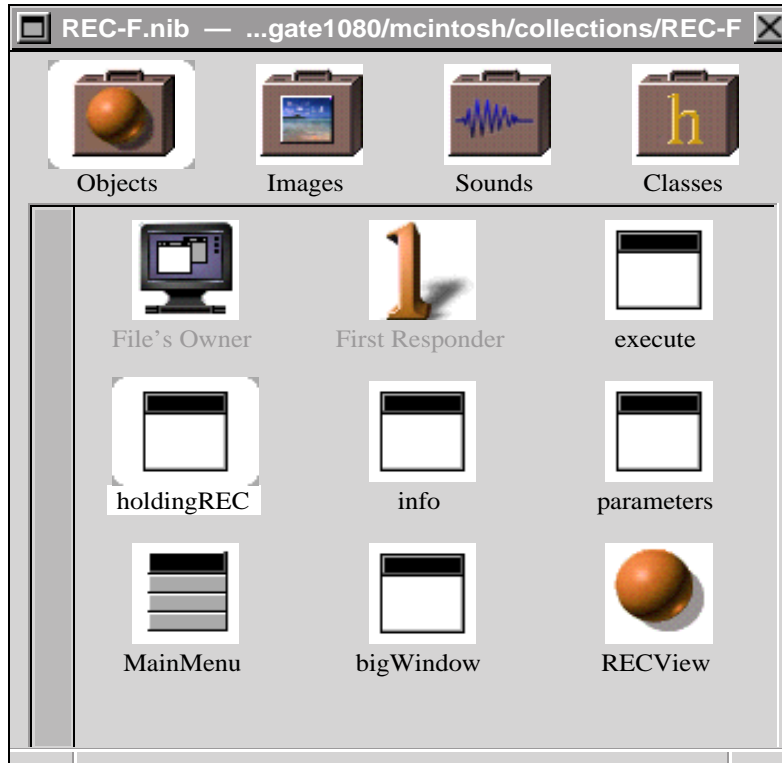 REC-F.nib — ...gate1080/mcintosh/collections/REC-F
Objects Images Sounds Classes
File's Owner First Responder execute
holdingREC info parameters
MainMenu bigWindow RECView